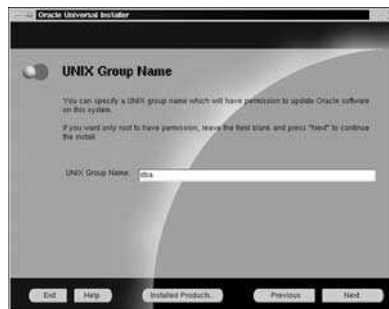 Oracle Universal Installer
UNIX Group Name
You can specify a UNIX group name which will have permission to update Oracle software
on this system.
If you want only root to have permission, leave the field blank and press "Next" to continue
the install.
UNIX Group Name:
dba
Exit
Help
Installed Products...
Previous
Next